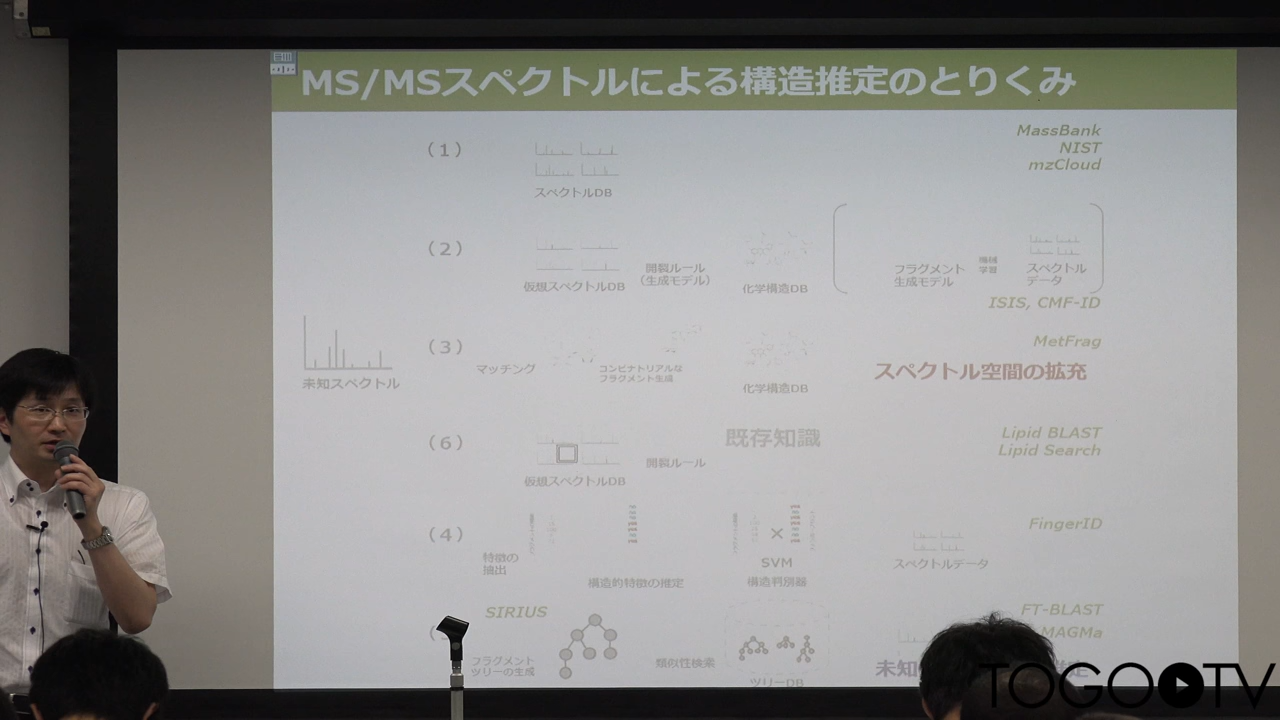 MS/MSスペクトルによる構造推定のとりくみ
(1)
スペクトルDB
MassBank
NIST
mzCloud
(2)
仮想スペクトルDB
開裂ルール
(生成モデル)
化学構造DB
フラグメント
生成モデル
機械
学習
スペクトル
データ
ISIS, CMF-ID
未知スペクトル
(3)
マッチング
コンビナトリアルな
フラグメント生成
化学構造DB
MetFrag
スペクトル空間の拡充
(6)
仮想スペクトルDB
開裂ルール
既存知識
Lipid BLAST
Lipid Search
(4)
特徴の
抽出
構造的特徴の推定
×
SVM
構造判別器
スペクトルデータ
FingerID
SIRIUS
フラグメント
ツリーの生成
類似性検索
ツリーDB
FT-BLAST
MAGMa
TOGO TV